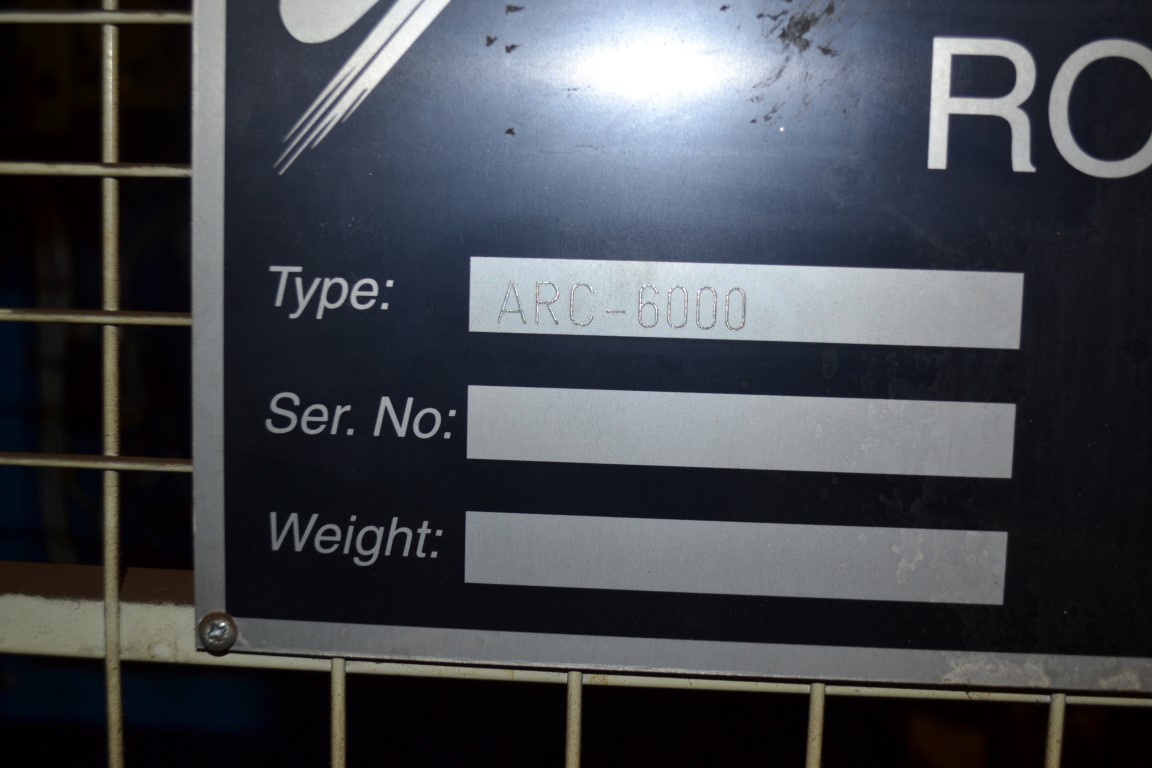 RO
Type: ARC-6000
Ser. No:
Weight: